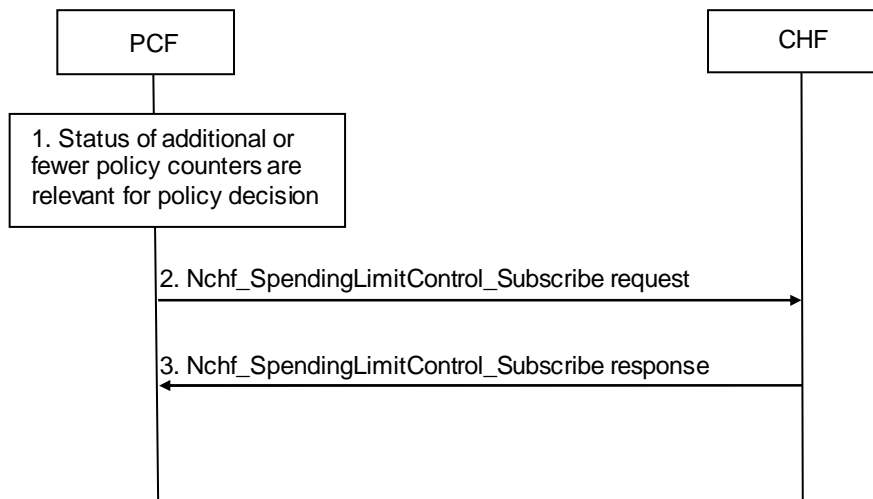 PCF
CHF
1. Status of additional or
fewer policy counters are
relevant for policy decision
2. Nchf_SpendingLimitControl_Subscribe request
3. Nchf_SpendingLimitControl_Subscribe response